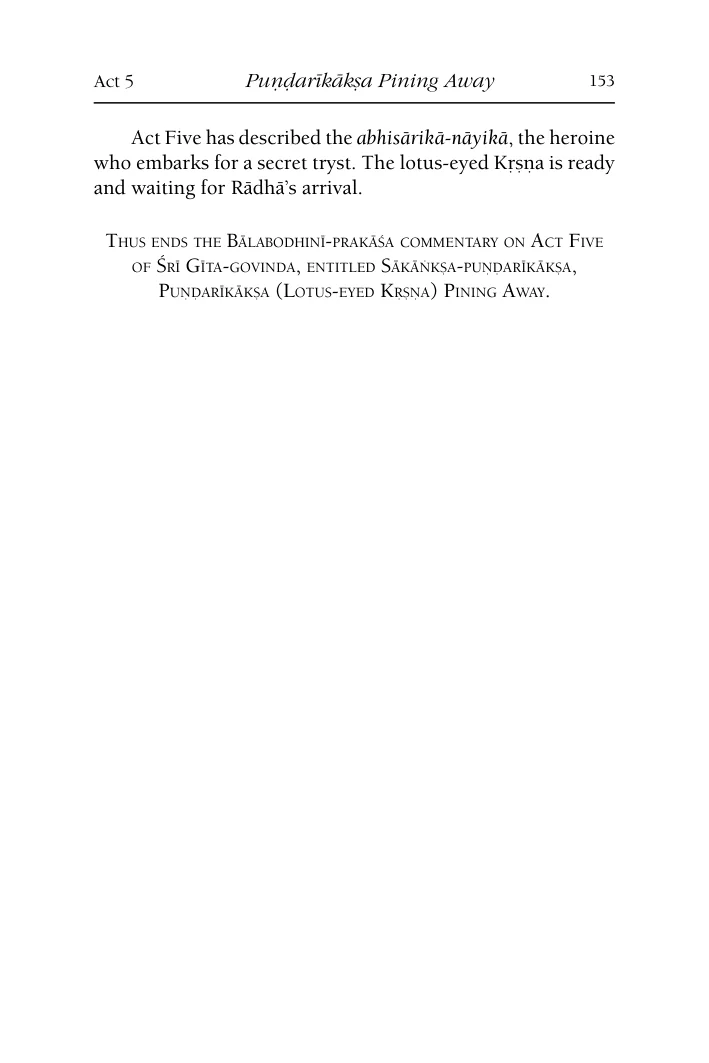 Act 5 Puṇḍarīkākṣa Pining Away 153
Act Five has described the abhisārikā-nāyikā, the heroine
who embarks for a secret tryst. The lotus-eyed Kṛṣṇa is ready
and waiting for Rādhā’s arrival.
Thus ends the Bālabodhinī-prakāśa commentary on Act Five
of Śrī Gīta-govinda, entitled Sākāṅkṣa-puṇḍarīkākṣa,
Puṇḍarīkākṣa (Lotus-eyed Kṛṣṇa) Pining Away.